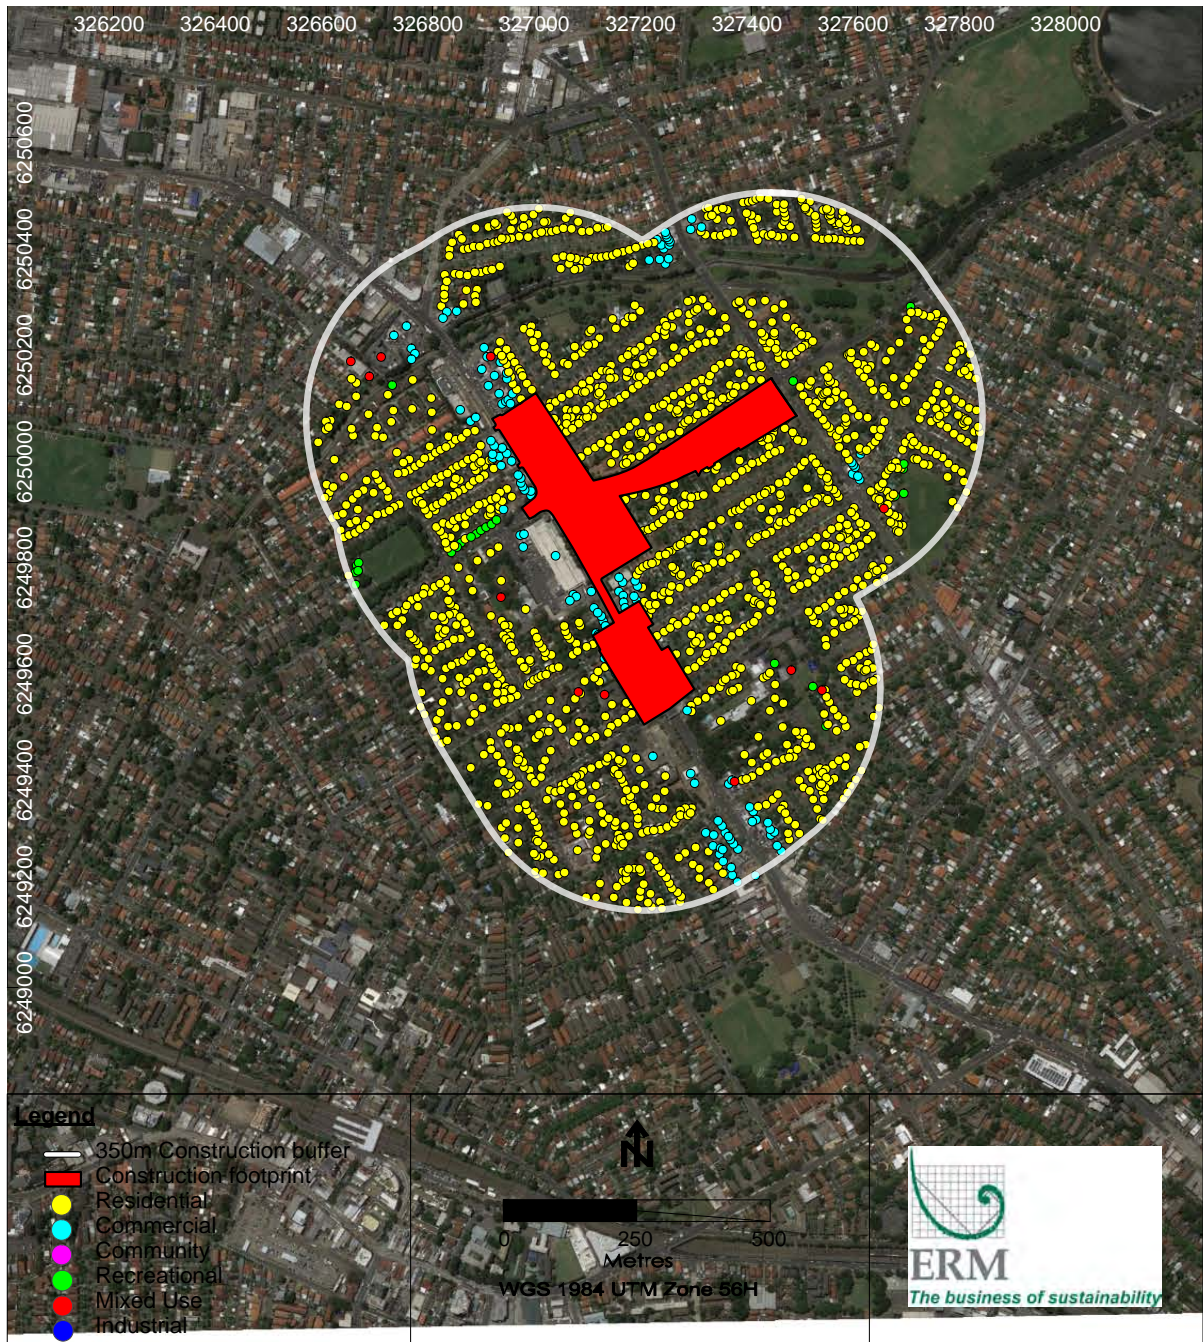 326200 326400 326600 326800 327000 327200 327400 327600 327800 328000
6250600
6250400
6250200
6250000
6249800
6249600
6249400
6249200
6249000
Legend
350m Construction buffer
Construction footprint
Residential
Commercial
Community
Recreational
Mixed Use
Industrial
N
0 250 500
Metres
WGS 1984 UTM Zone 56H
ERM
The business of sustainability